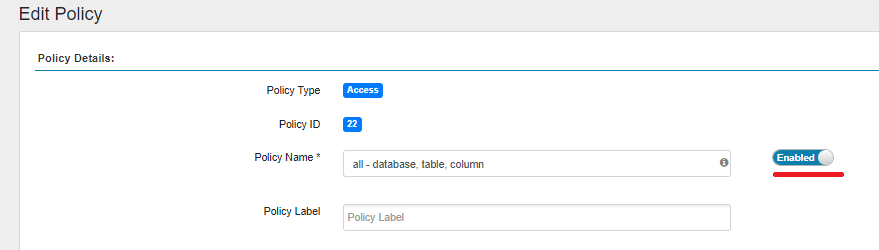 Edit Policy
Policy Details:
Policy Type Access
Policy ID 22
Policy Name * all - database, table, column Enabled
Policy Label Policy Label